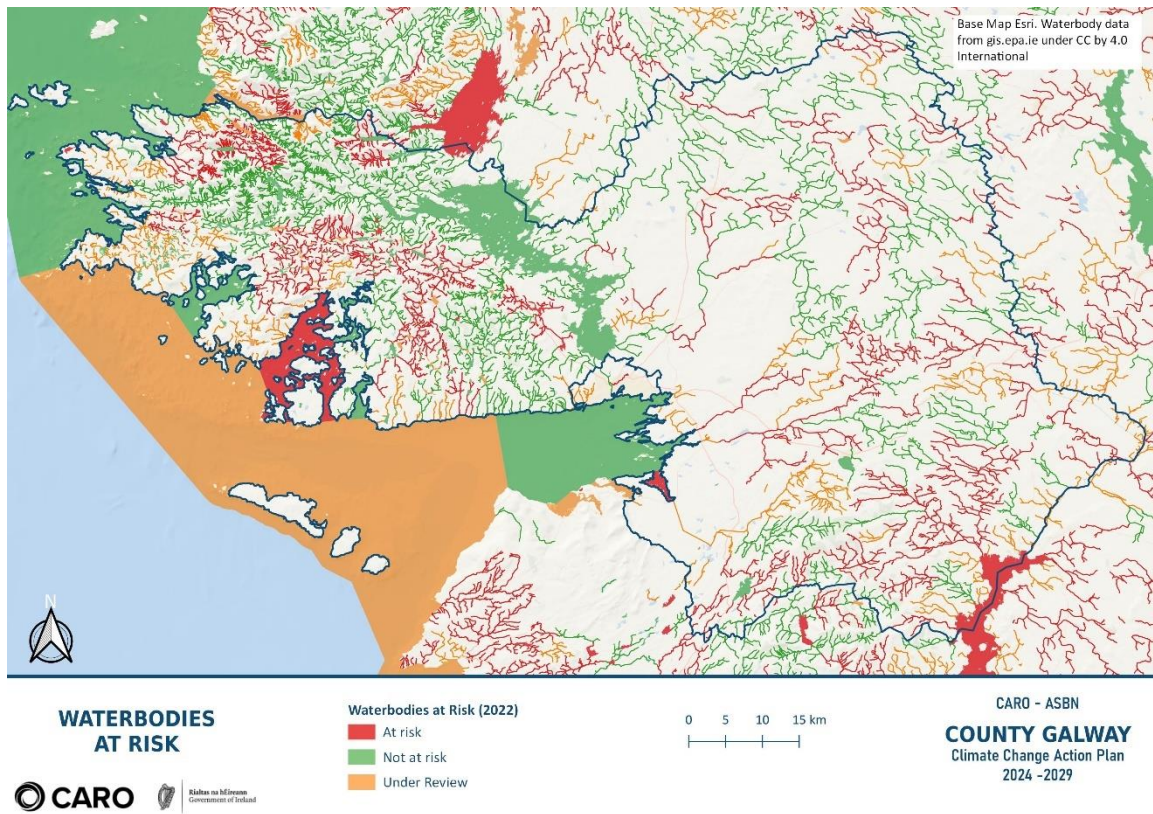 Base Map Esri. Waterbody data
from gis.epa.ie under CC by 4.0
International
N
WATERBODIES
AT RISK
CARO
Rialtas na hÉireann
Government of Ireland
Waterbodies at Risk (2022)
At risk
Not at risk
Under Review
0 5 10 15 km
CARO - ASBN
COUNTY GALWAY
Climate Change Action Plan
2024 -2029